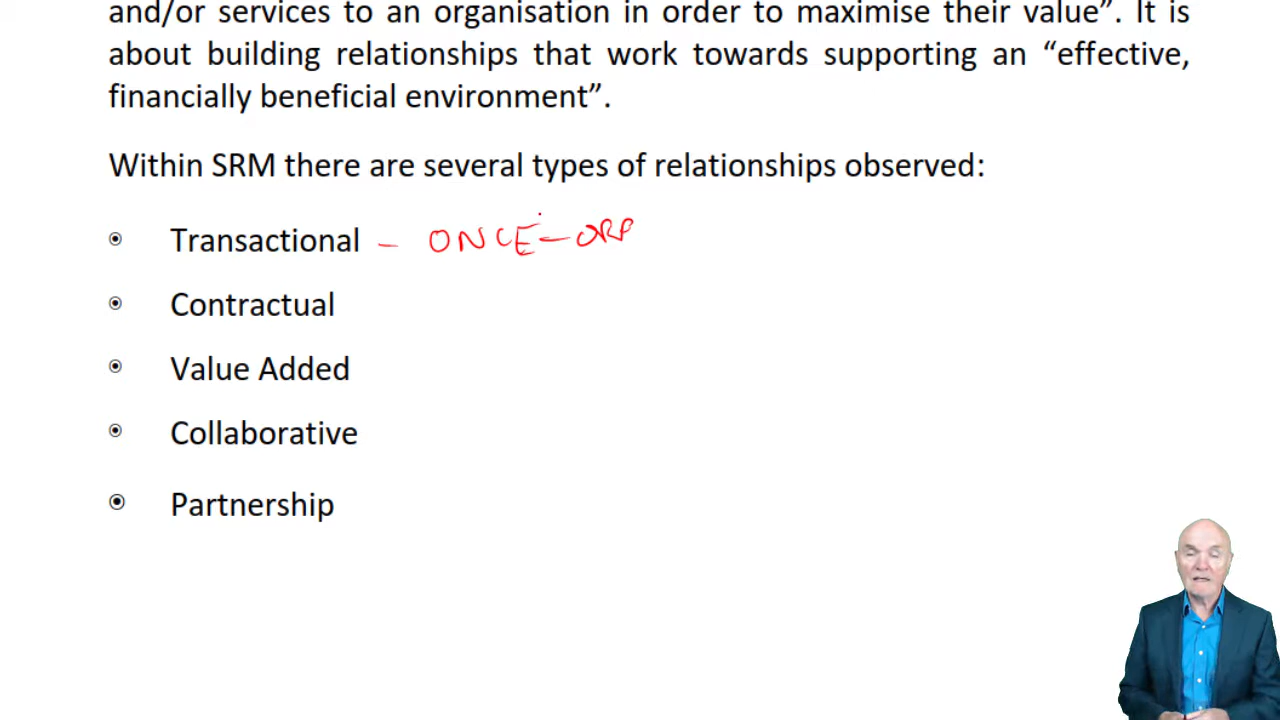 and/or services to an organisation in order to maximise their value”. It is
about building relationships that work towards supporting an “effective,
financially beneficial environment”.
Within SRM there are several types of relationships observed:
Transactional – ONCE–
Contractual
Value Added
Collaborative
Partnership